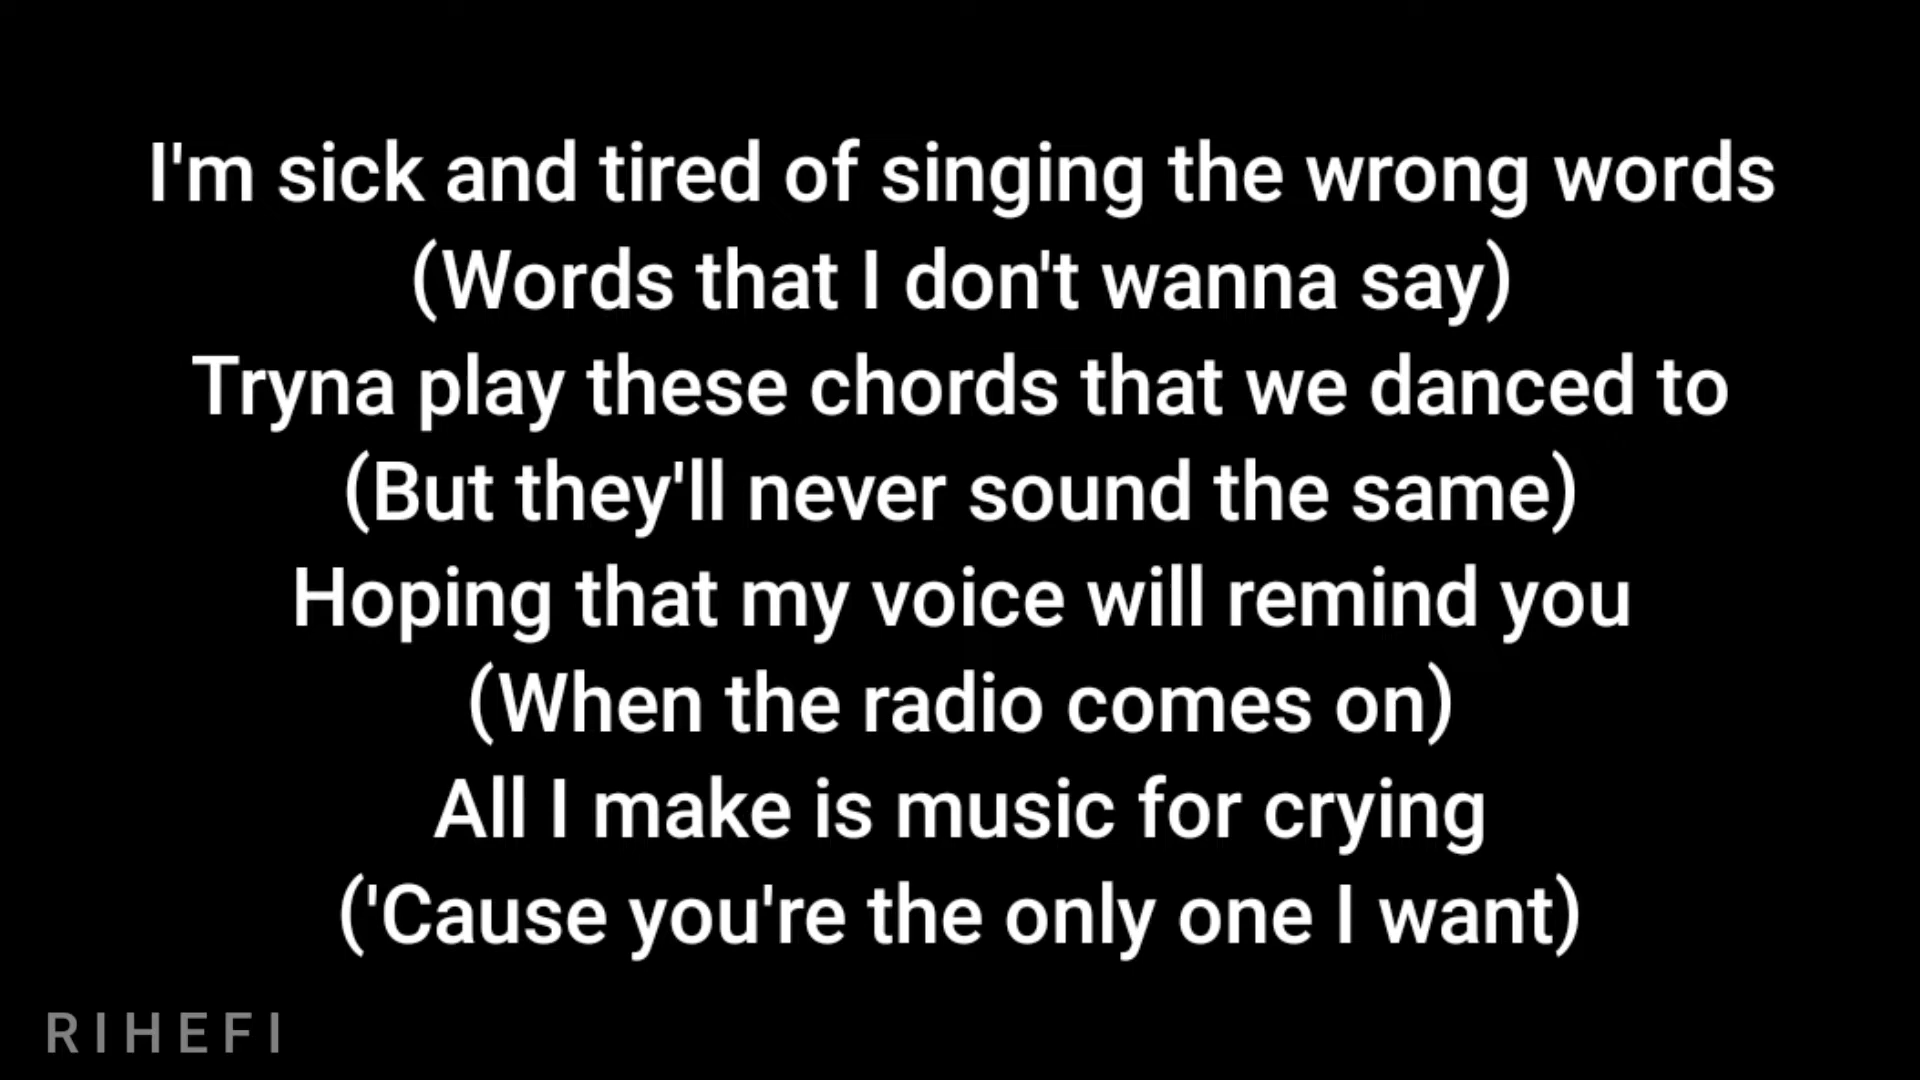 I'm sick and tired of singing the wrong words
(Words that I don't wanna say)
Tryna play these chords that we danced to
(But they'll never sound the same)
Hoping that my voice will remind you
(When the radio comes on)
All I make is music for crying
('Cause you're the only one I want)
RIHEFI